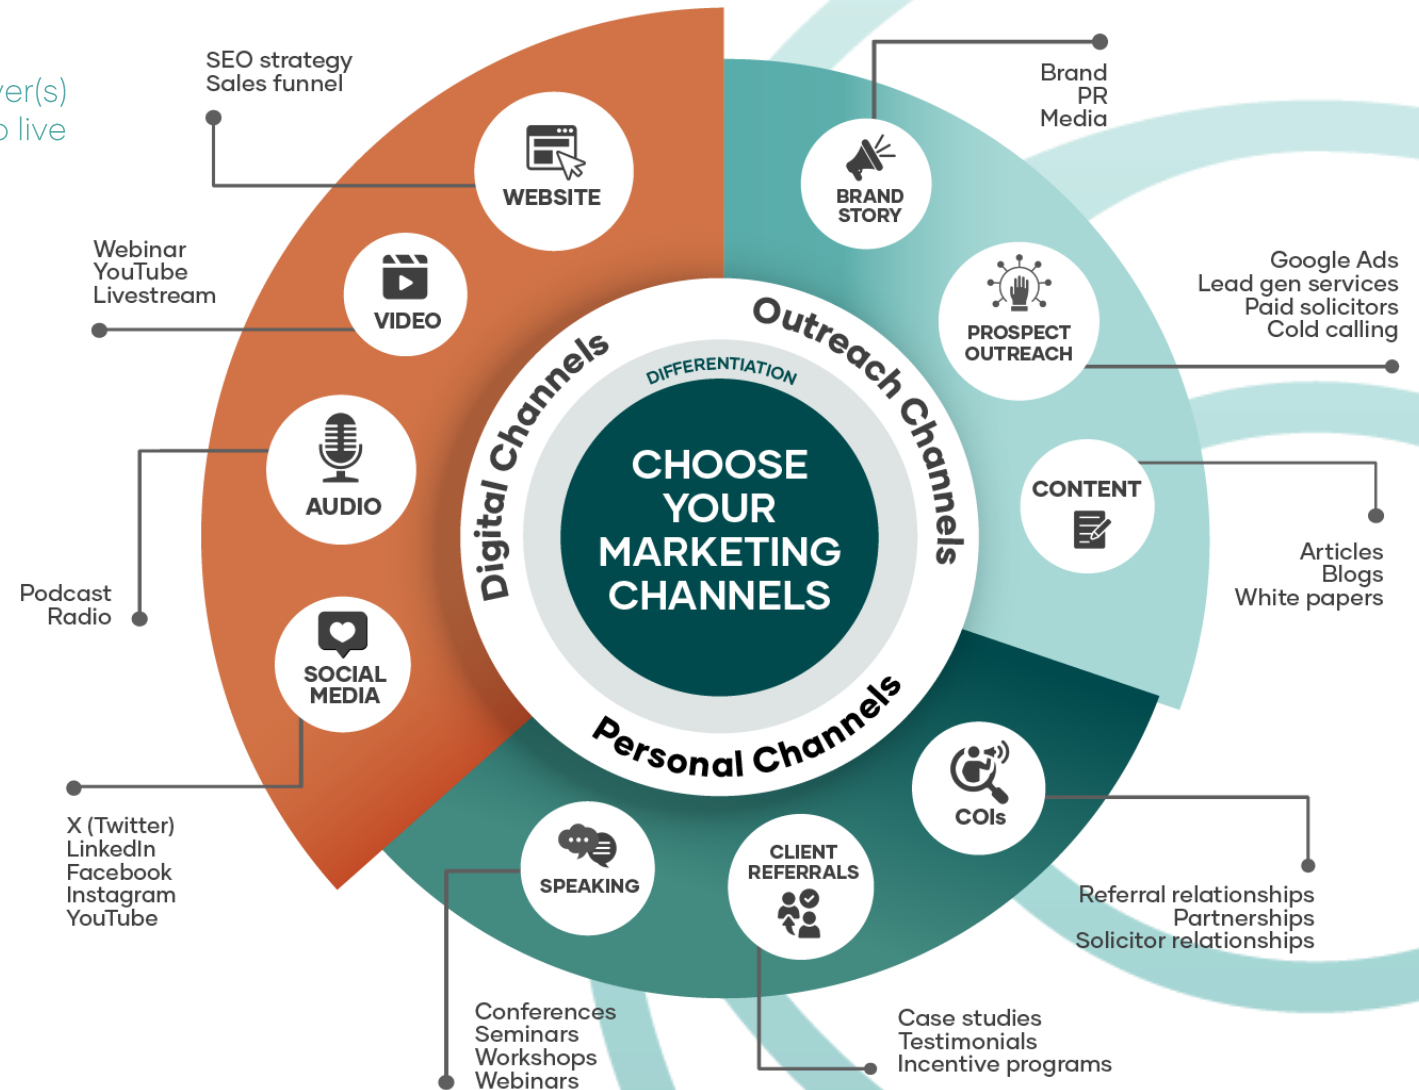 ver(s)
live
SEO strategy
Sales funnel
WEBSITE
Webinar
YouTube
Livestream
VIDEO
AUDIO
Podcast
Radio
SOCIAL
MEDIA
X (Twitter)
LinkedIn
Facebook
Instagram
YouTube
Digital Channels
Brand
PR
Media
BRAND
STORY
Google Ads
Lead gen services
Paid solicitors
Cold calling
PROSPECT
OUTREACH
CONTENT
Articles
Blogs
White papers
Outreach Channels
DIFFERENTIATION
CHOOSE
YOUR
MARKETING
CHANNELS
Personal Channels
COIs
Referral relationships
Partnerships
Solicitor relationships
CLIENT
REFERRALS
Case studies
Testimonials
Incentive programs
SPEAKING
Conferences
Seminars
Workshops
Webinars